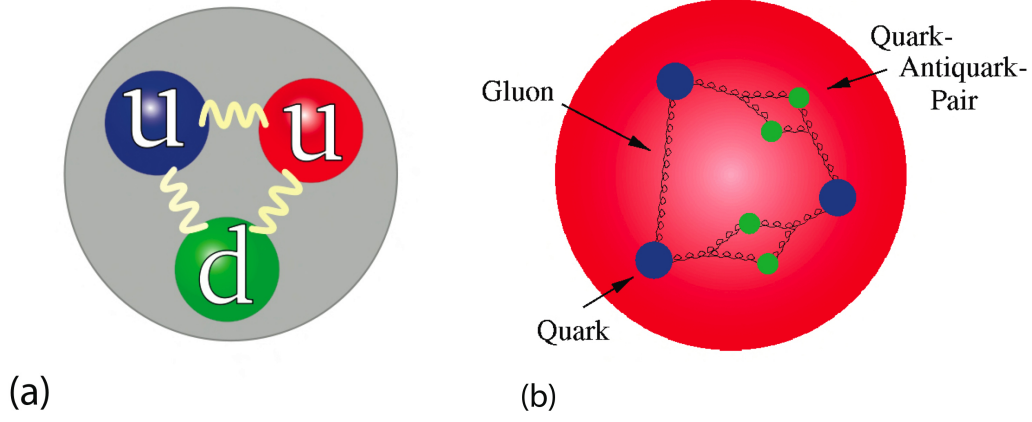 u u
d
(a)
Gluon
Quark-
Antiquark-
Pair
Quark
(b)